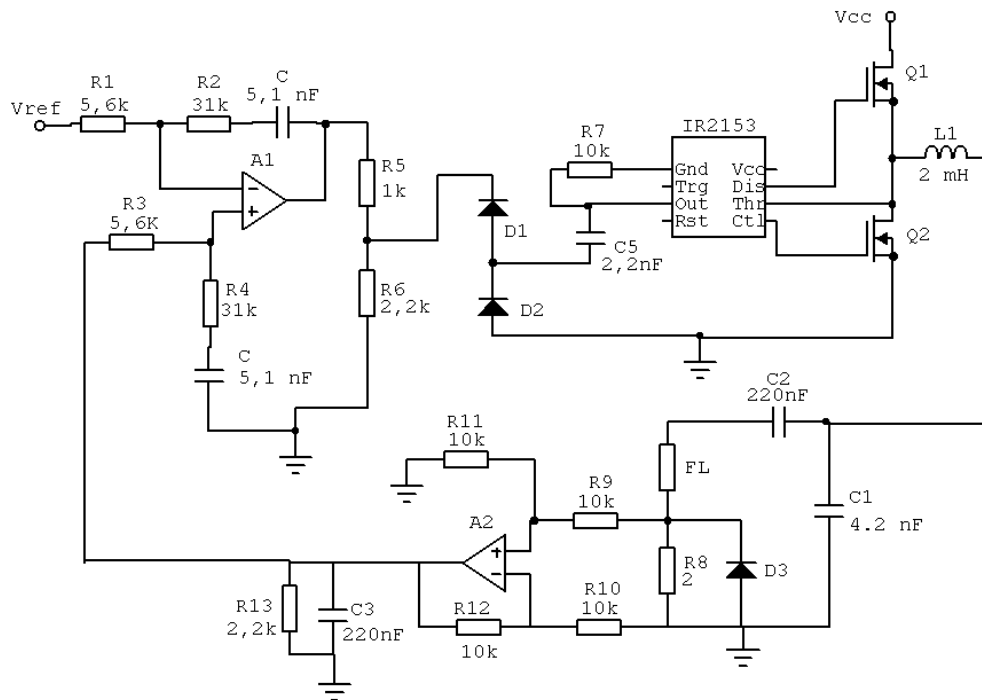 Vcc
Q1
R1
5,6k
R2
31k
C
5,1 nF
Vref
A1
R5
1k
R7
10k
IR2153
Gnd
Vcc
Trg
Dis
Out
Thr
Rst
Ctl
L1
2 mH
R3
5,6K
D1
C5
2,2nF
Q2
R4
31k
R6
2,2k
D2
C
5,1 nF
C2
220nF
R11
10k
FL
R9
10k
C1
4.2 nF
A2
R8
2
D3
R13
2,2k
C3
220nF
R12
10k
R10
10k